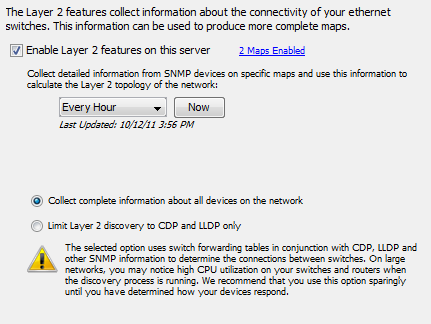 The Layer 2 features collect information about the connectivity of your ethernet
switches. This information can be used to produce more complete maps.
Enable Layer 2 features on this server 2 Maps Enabled
Collect detailed information from SNMP devices on specific maps and use this information to
calculate the Layer 2 topology of the network:
Every Hour Now
Last Updated: 10/12/11 3:56 PM
Collect complete information about all devices on the network
Limit Layer 2 discovery to CDP and LLDP only
The selected option uses switch forwarding tables in conjunction with CDP, LLDP and
other SNMP information to determine the connections between switches. On large
networks, you may notice high CPU utilization on your switches and routers when
the discovery process is running. We recommend that you use this option sparingly
until you have determined how your devices respond.